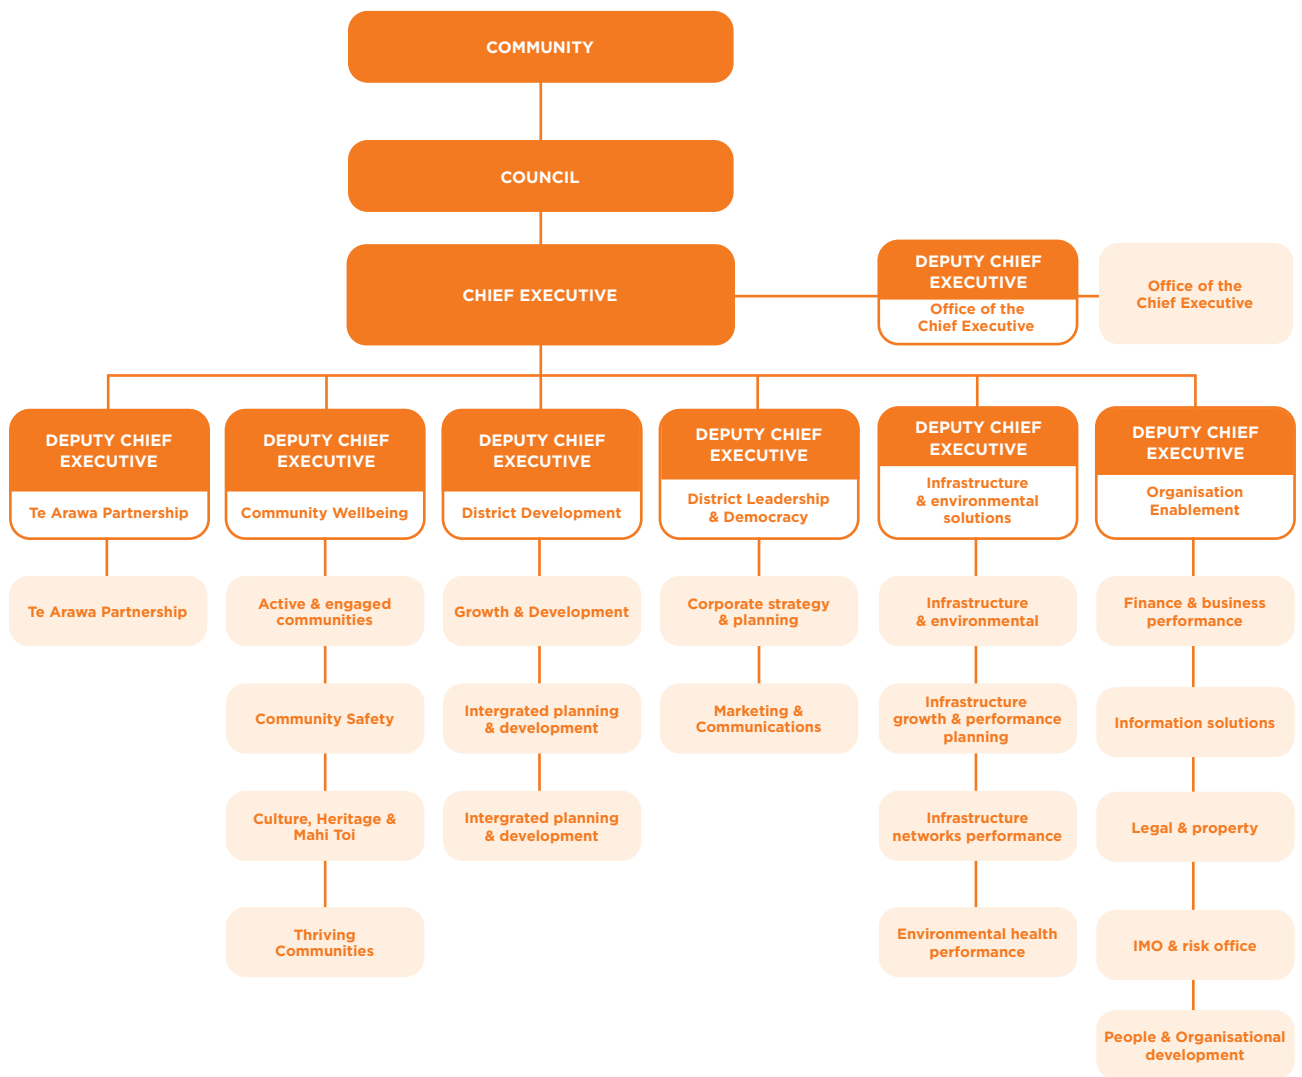 COMMUNITY
COUNCIL
CHIEF EXECUTIVE
DEPUTY CHIEF
EXECUTIVE
Office of the
Chief Executive
Office of the
Chief Executive
DEPUTY CHIEF
EXECUTIVE
Te Arawa Partnership
Te Arawa Partnership
DEPUTY CHIEF
EXECUTIVE
Community Wellbeing
Active & engaged
communities
Community Safety
Culture, Heritage &
Mahi Toi
Thriving
Communities
DEPUTY CHIEF
EXECUTIVE
District Development
Growth & Development
Intergrated planning
& development
Intergrated planning
& development
DEPUTY CHIEF
EXECUTIVE
District Leadership
& Democracy
Corporate strategy
& planning
Marketing &
Communications
DEPUTY CHIEF
EXECUTIVE
Infrastructure
& environmental
solutions
Infrastructure
& environmental
Infrastructure
growth & performance
planning
Infrastructure
networks performance
Environmental health
performance
DEPUTY CHIEF
EXECUTIVE
Organisation
Enablement
Finance & business
performance
Information solutions
Legal & property
IMO & risk office
People & Organisational
development